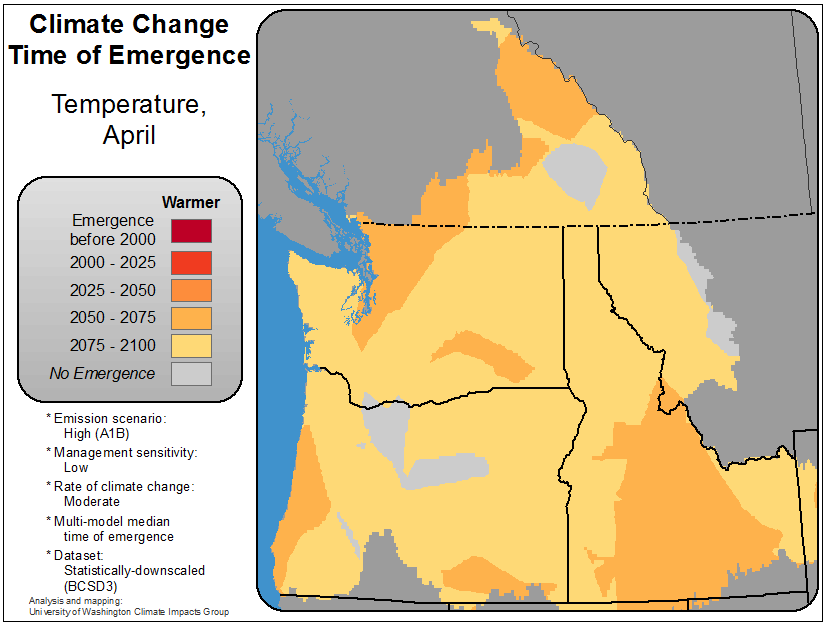 Climate Change
Time of Emergence
Temperature,
April
Warmer
Emergence
before 2000
2000 - 2025
2025 - 2050
2050 - 2075
2075 - 2100
No Emergence
* Emission scenario:
High (A1B)
* Management sensitivity:
Low
* Rate of climate change:
Moderate
* Multi-model median
time of emergence
* Dataset:
Statistically-downscaled
(BCSD3)
Analysis and mapping:
University of Washington Climate Impacts Group